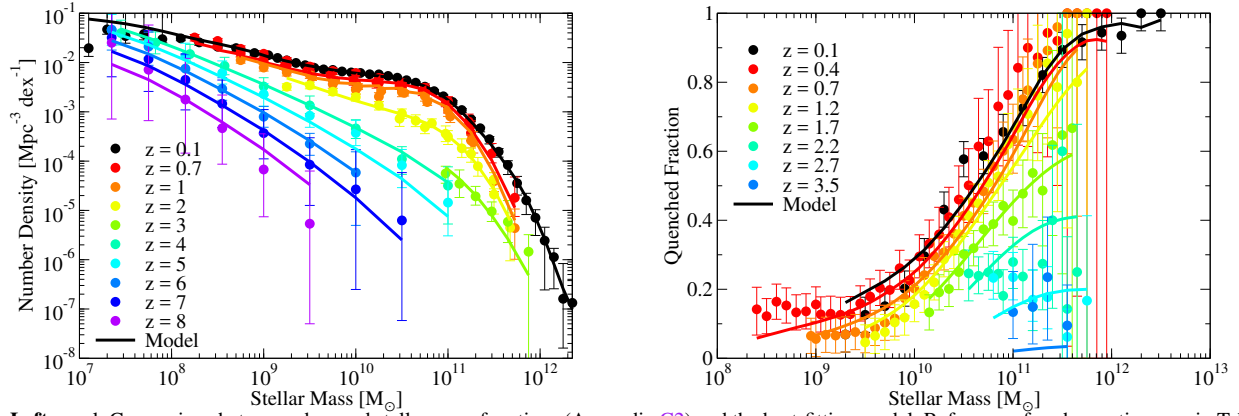 10^-1
10^-2
10^-3
10^-4
10^-5
10^-6
10^-7
10^-8
Number Density [Mpc^-3 dex^-1]
z = 0.1
z = 0.7
z = 1
z = 2
z = 3
z = 4
z = 5
z = 6
z = 7
z = 8
Model
10^7 10^8 10^9 10^10 10^11 10^12
Stellar Mass [M⊙]
1
0.8
0.6
0.4
0.2
0
Quenched Fraction
z = 0.1
z = 0.4
z = 0.7
z = 1.2
z = 1.7
z = 2.2
z = 2.7
z = 3.5
Model
10^8 10^9 10^10 10^11 10^12 10^13
Stellar Mass [M⊙]